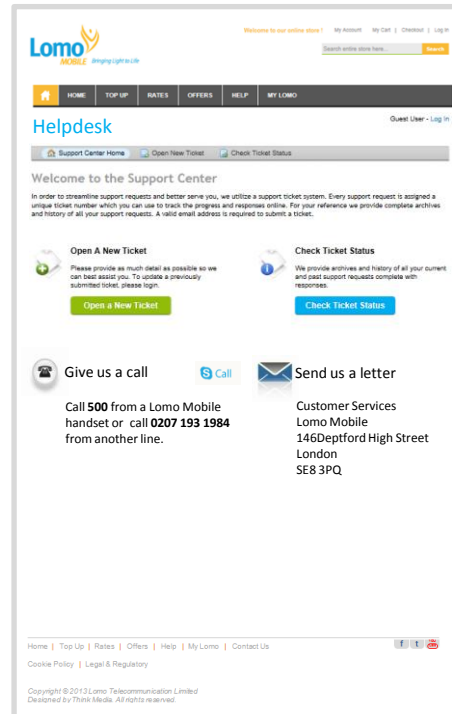 Welcome to our online store ! My Account My Cart | Checkout | Log In
Lomo
MOBILE Bringing Light to Life
Search entire store here... Search
HOME TOP UP RATES OFFERS HELP MY LOMO
Helpdesk
Guest User - Log In
Support Center Home Open New Ticket Check Ticket Status
Welcome to the Support Center
In order to streamline support requests and better serve you, we utilize a support ticket system. Every support request is assigned a
unique ticket number which you can use to track the progress and responses online. For your reference we provide complete archives
and history of all your support requests. A valid email address is required to submit a ticket.
Open A New Ticket
Please provide as much detail as possible so we
can best assist you. To update a previously
submitted ticket, please login.
Open a New Ticket
Check Ticket Status
We provide archives and history of all your current
and past support requests complete with
responses.
Check Ticket Status
Give us a call
S Call
Call 500 from a Lomo Mobile
handset or call 0207 193 1984
from another line.
Send us a letter
Customer Services
Lomo Mobile
146Deptford High Street
London
SE8 3PQ
Home | Top Up | Rates | Offers | Help | My Lomo | Contact Us
f t You
Cookie Policy | Legal & Regulatory
Copyright © 2013 Lomo Telecommunication Limited
Designed by Think Media. All rights reserved.